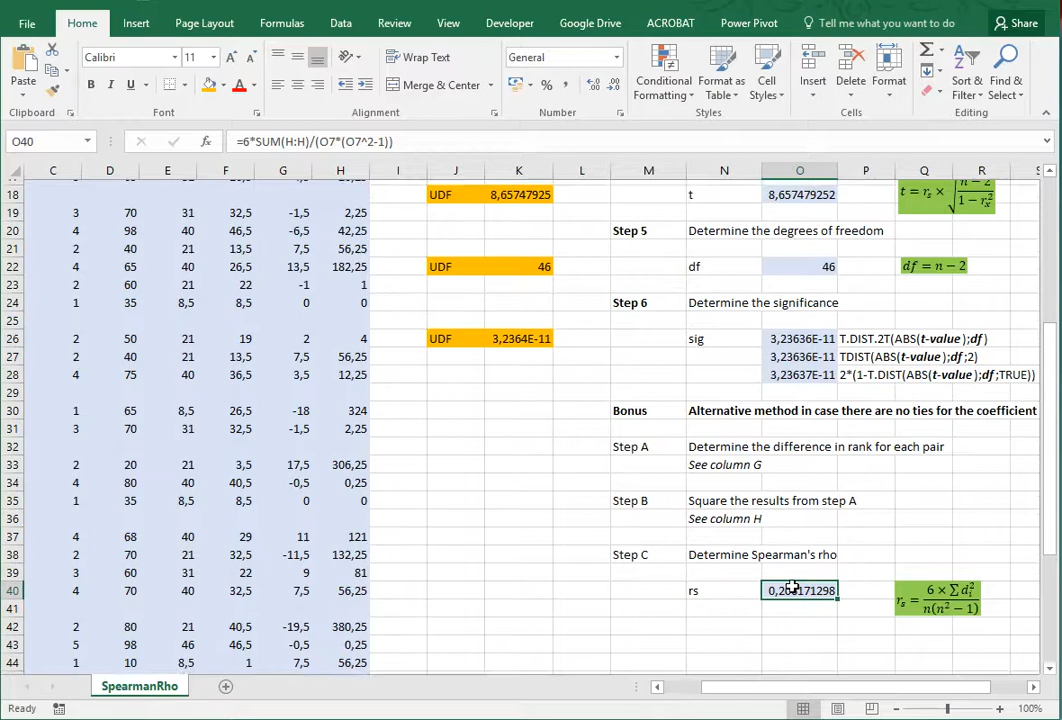 File Home Insert Page Layout Formulas Data Review View Developer Google Drive ACROBAT Power Pivot Tell me what you want to do Share
Paste Calibri 11 A A Wrap Text General Conditional Format as Cell Insert Delete Format Sort & Find &
B I U A Merge & Center % , Formatting Table Styles Filter Select
Clipboard Font Alignment Number Styles Cells Editing
O40 fx =6*SUM(H:H)/(O7*(O7^2-1))
C D E F G H I J K L M N O P Q R S
18 UDF 8,65747925 t 8,657479252
19 3 70 31 32,5 -1,5 2,25
20 4 98 40 46,5 -6,5 42,25 Step 5 Determine the degrees of freedom
21 2 40 21 13,5 7,5 56,25
22 4 65 40 26,5 13,5 182,25 UDF 46 df 46 df = n − 2
23 2 60 21 22 -1 1
24 1 35 8,5 8,5 0 0 Step 6 Determine the significance
25
26 2 50 21 19 2 4 UDF 3,2364E-11 sig 3,23636E-11 T.DIST.2T(ABS(t-value);df)
27 2 40 21 13,5 7,5 56,25 3,23636E-11 TDIST(ABS(t-value);df;2)
28 4 75 40 36,5 3,5 12,25 3,23637E-11 2*(1-T.DIST(ABS(t-value);df;TRUE))
29
30 1 65 8,5 26,5 -18 324 Bonus Alternative method in case there are no ties for the coefficient
31 3 70 31 32,5 -1,5 2,25
32 Step A Determine the difference in rank for each pair
33 2 20 21 3,5 17,5 306,25 See column G
34 4 80 40 40,5 -0,5 0,25
35 1 35 8,5 8,5 0 0 Step B Square the results from step A
36 See column H
37 4 68 40 29 11 121
38 2 70 21 32,5 -11,5 132,25 Step C Determine Spearman's rho
39 3 60 31 22 9 81
40 4 70 40 32,5 7,5 56,25 rs r_s = 6 × ∑ d_i^2 / n(n^2 − 1)
41
42 2 80 21 40,5 -19,5 380,25
43 5 98 46 46,5 -0,5 0,25
44 1 10 8,5 1 7,5 56,25
SpearmanRho
Ready 100%